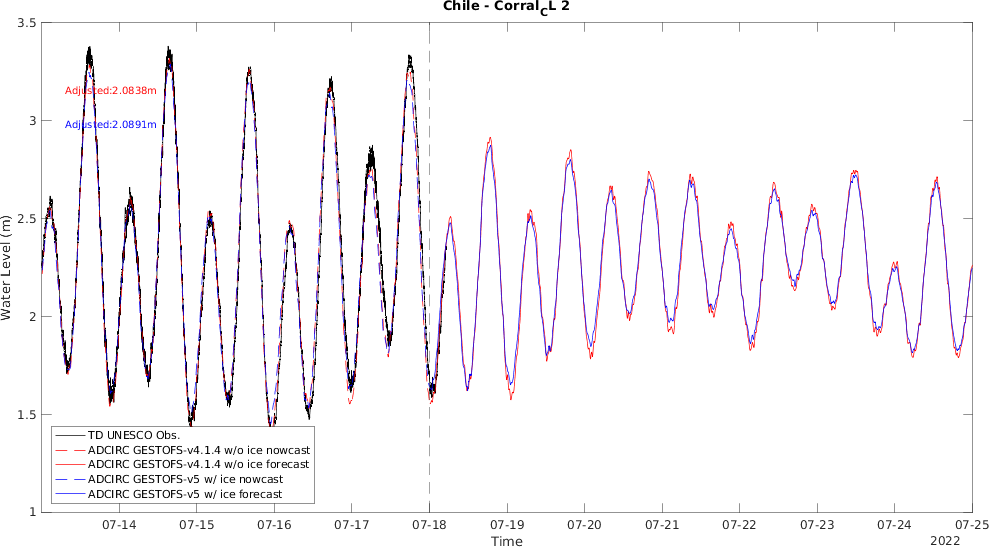 Chile - Corral_CL 2
3.5
3
2.5
2
1.5
1
Water Level (m)
Adjusted:2.0838m
Adjusted:2.0891m
TD UNESCO Obs.
ADCIRC GESTOFS-v4.1.4 w/o ice nowcast
ADCIRC GESTOFS-v4.1.4 w/o ice forecast
ADCIRC GESTOFS-v5 w/ ice nowcast
ADCIRC GESTOFS-v5 w/ ice forecast
07-14 07-15 07-16 07-17 07-18 07-19 07-20 07-21 07-22 07-23 07-24 07-25
Time
2022